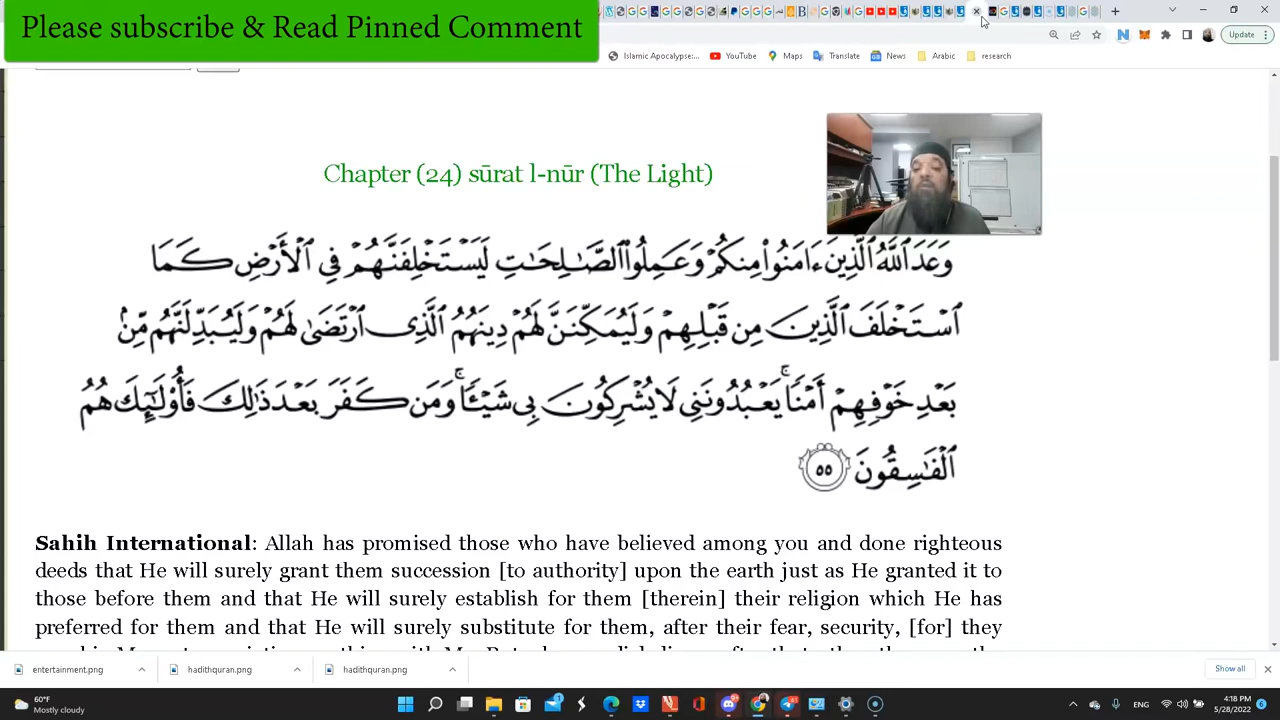 Please subscribe & Read Pinned Comment
Update
Islamic Apocalypse:...
YouTube
Maps
Translate
News
Arabic
research
Chapter (24) sūrat l-nūr (The Light)
وَعَدَ ٱللَّهُ ٱلَّذِينَ ءَامَنُوا۟ مِنكُمْ وَعَمِلُوا۟ ٱلصَّـٰلِحَـٰتِ لَيَسْتَخْلِفَنَّهُمْ فِى ٱلْأَرْضِ كَمَا
ٱسْتَخْلَفَ ٱلَّذِينَ مِن قَبْلِهِمْ وَلَيُمَكِّنَنَّ لَهُمْ دِينَهُمُ ٱلَّذِى ٱرْتَضَىٰ لَهُمْ وَلَيُبَدِّلَنَّهُم مِّنۢ
بَعْدِ خَوْفِهِمْ أَمْنًا ۚ يَعْبُدُونَنِى لَا يُشْرِكُونَ بِى شَيْـًٔا ۚ وَمَن كَفَرَ بَعْدَ ذَٰلِكَ فَأُو۟لَـٰٓئِكَ هُمُ
ٱلْفَـٰسِقُونَ ٥٥
Sahih International: Allah has promised those who have believed among you and done righteous
deeds that He will surely grant them succession [to authority] upon the earth just as He granted it to
those before them and that He will surely establish for them [therein] their religion which He has
preferred for them and that He will surely substitute for them, after their fear, security, [for] they
entertainment.png
hadithquran.png
hadithquran.png
Show all
60°F
Mostly cloudy
ENG
4:18 PM
5/28/2022